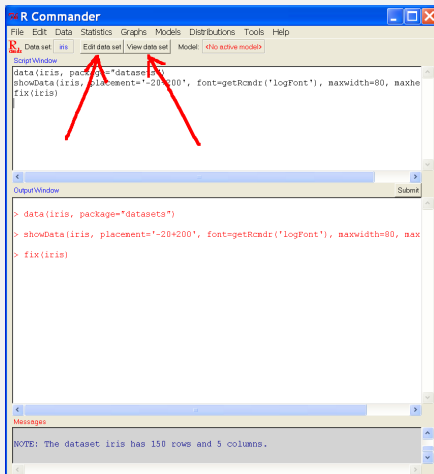 R Commander
File Edit Data Statistics Graphs Models Distributions Tools Help
R Data set: iris Edit data set View data set Model: <No active model>
Script Window
data(iris, package="datasets")
showData(iris, placement='-20+200', font=getRcmdr('logFont'), maxwidth=80, maxhe
fix(iris)
Output Window Submit
> data(iris, package="datasets")
> showData(iris, placement='-20+200', font=getRcmdr('logFont'), maxwidth=80, max
> fix(iris)
Messages
NOTE: The dataset iris has 150 rows and 5 columns.